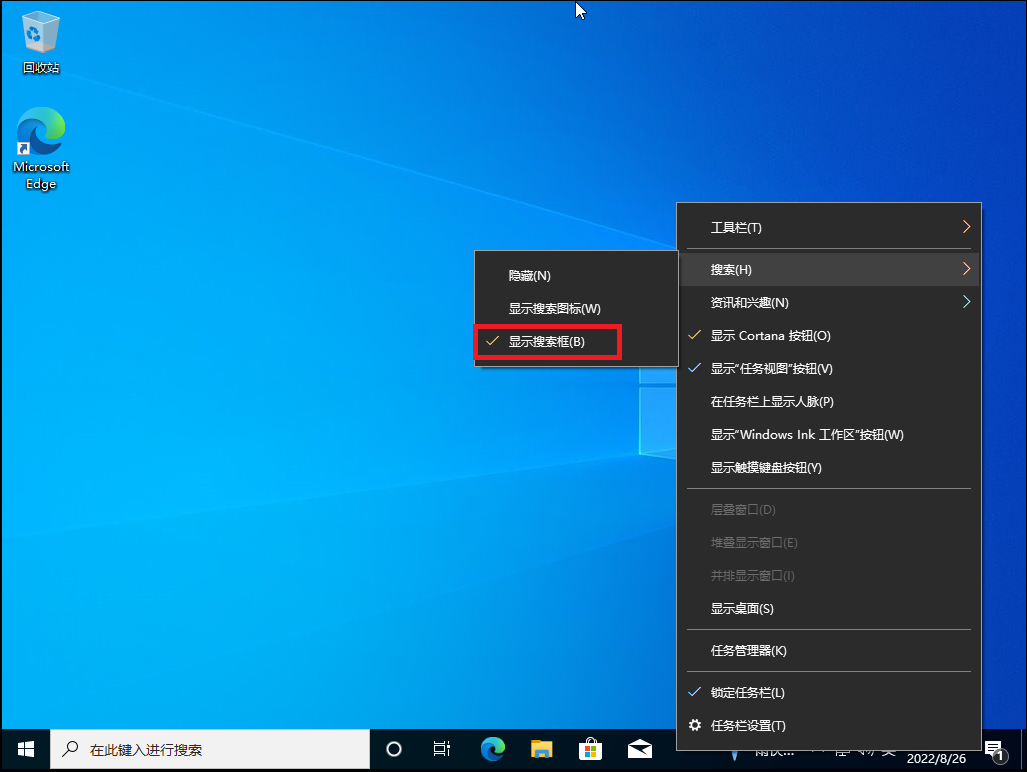 回收站
Microsoft
Edge
工具栏(T)
搜索(H)
资讯和兴趣(N)
显示 Cortana 按钮(O)
显示“任务视图”按钮(V)
在任务栏上显示人脉(P)
显示“Windows Ink 工作区”按钮(W)
显示触摸键盘按钮(Y)
层叠窗口(D)
堆叠显示窗口(E)
并排显示窗口(I)
显示桌面(S)
任务管理器(K)
锁定任务栏(L)
任务栏设置(T)
隐藏(N)
显示搜索图标(W)
显示搜索框(B)
在此键入进行搜索
2022/8/26
1